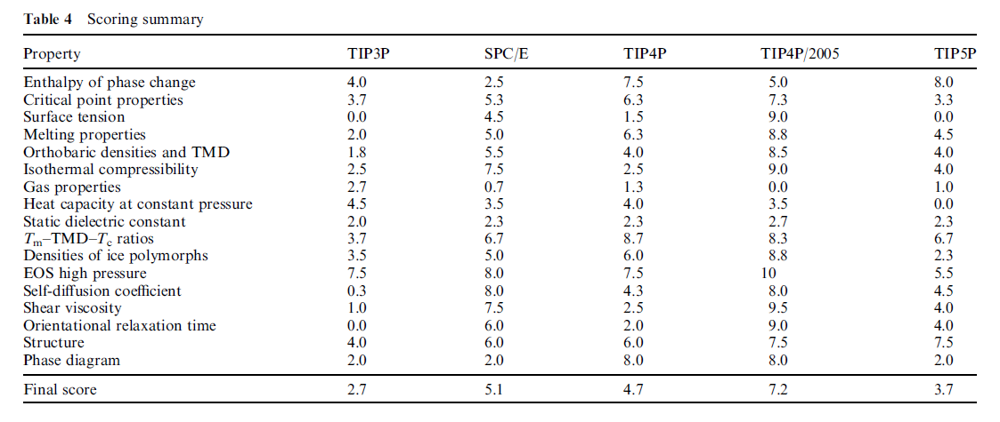 Table 4 Scoring summary
Property TIP3P SPC/E TIP4P TIP4P/2005 TIP5P
Enthalpy of phase change 4.0 2.5 7.5 5.0 8.0
Critical point properties 3.7 5.3 6.3 7.3 3.3
Surface tension 0.0 4.5 1.5 9.0 0.0
Melting properties 2.0 5.0 6.3 8.8 4.5
Orthobaric densities and TMD 1.8 5.5 4.0 8.5 4.0
Isothermal compressibility 2.5 7.5 2.5 9.0 4.0
Gas properties 2.7 0.7 1.3 0.0 1.0
Heat capacity at constant pressure 4.5 3.5 4.0 3.5 0.0
Static dielectric constant 2.0 2.3 2.3 2.7 2.3
Tm–TMD–Tc ratios 3.7 6.7 8.7 8.3 6.7
Densities of ice polymorphs 3.5 5.0 6.0 8.8 2.3
EOS high pressure 7.5 8.0 7.5 10 5.5
Self-diffusion coefficient 0.3 8.0 4.3 8.0 4.5
Shear viscosity 1.0 7.5 2.5 9.5 4.0
Orientational relaxation time 0.0 6.0 2.0 9.0 4.0
Structure 4.0 6.0 6.0 7.5 7.5
Phase diagram 2.0 2.0 8.0 8.0 2.0
Final score 2.7 5.1 4.7 7.2 3.7